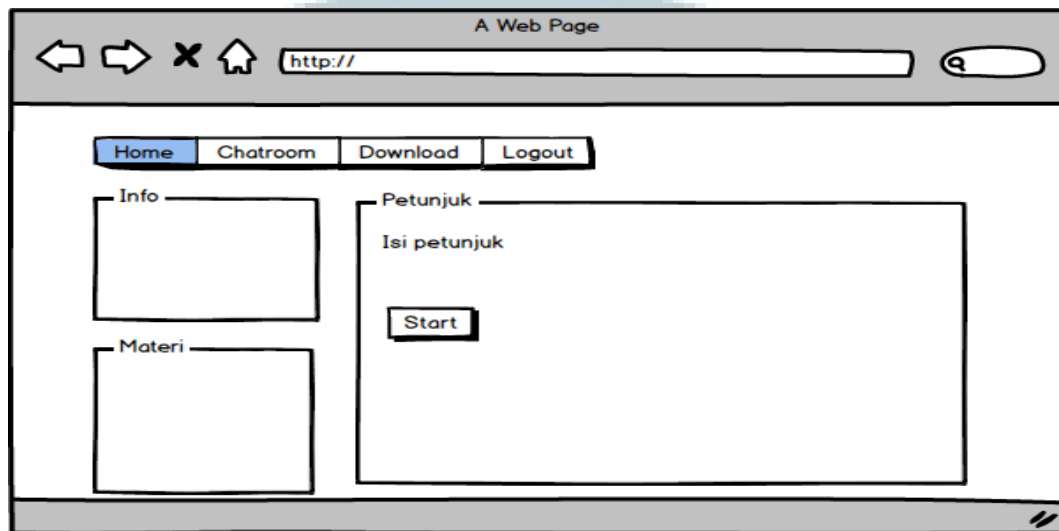 A Web Page
http://
Home Chatroom Download Logout
Info
Petunjuk
Isi petunjuk
Start
Materi